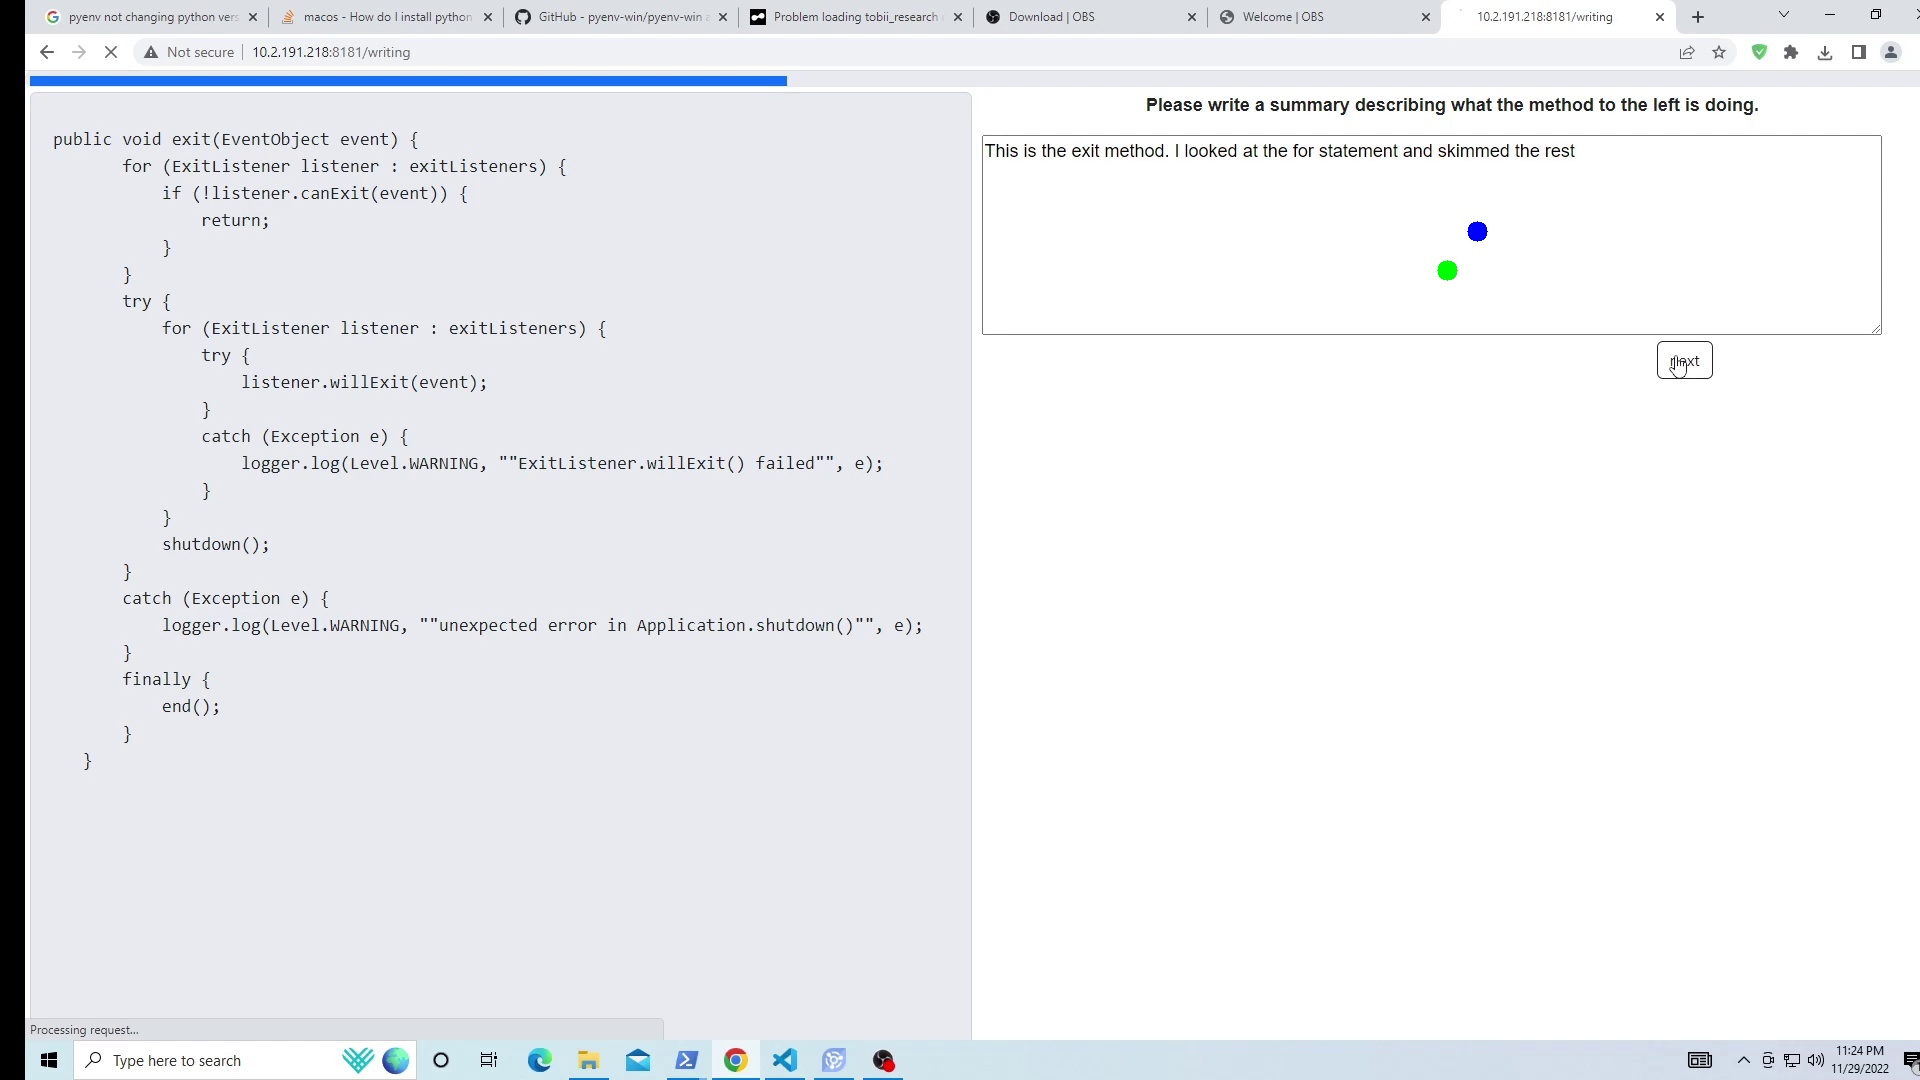 pyenv not changing python vers
macos - How do I install python
GitHub - pyenv-win/pyenv-win a
Problem loading tobii_research
Download | OBS
Welcome | OBS
10.2.191.218:8181/writing
Not secure
10.2.191.218:8181/writing
public void exit(EventObject event) {
for (ExitListener listener : exitListeners) {
if (!listener.canExit(event)) {
return;
}
}
try {
for (ExitListener listener : exitListeners) {
try {
listener.willExit(event);
}
catch (Exception e) {
logger.log(Level.WARNING, ""ExitListener.willExit() failed"", e);
}
}
shutdown();
}
catch (Exception e) {
logger.log(Level.WARNING, ""unexpected error in Application.shutdown()"", e);
}
finally {
end();
}
}
Please write a summary describing what the method to the left is doing.
This is the exit method. I looked at the for statement and skimmed the rest
next
Processing request...
Type here to search
11:24 PM
11/29/2022